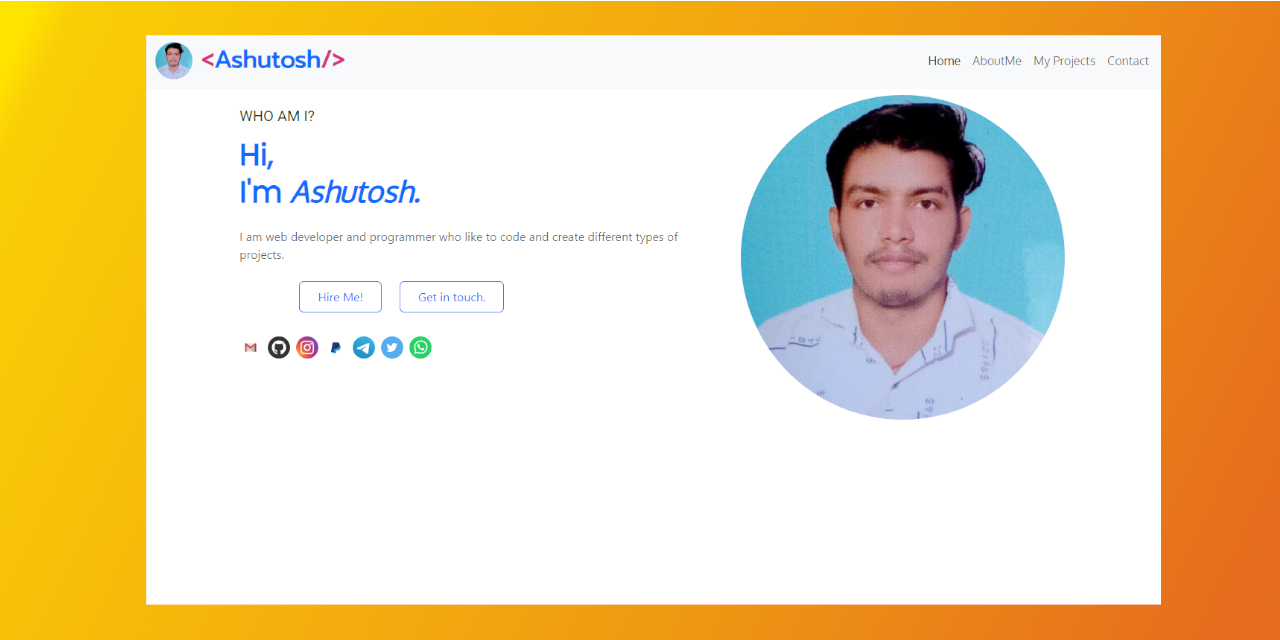 <Ashutosh/>
Home AboutMe My Projects Contact
WHO AM I?
Hi,
I'm Ashutosh.
I am web developer and programmer who like to code and create different types of
projects.
Hire Me! Get in touch.